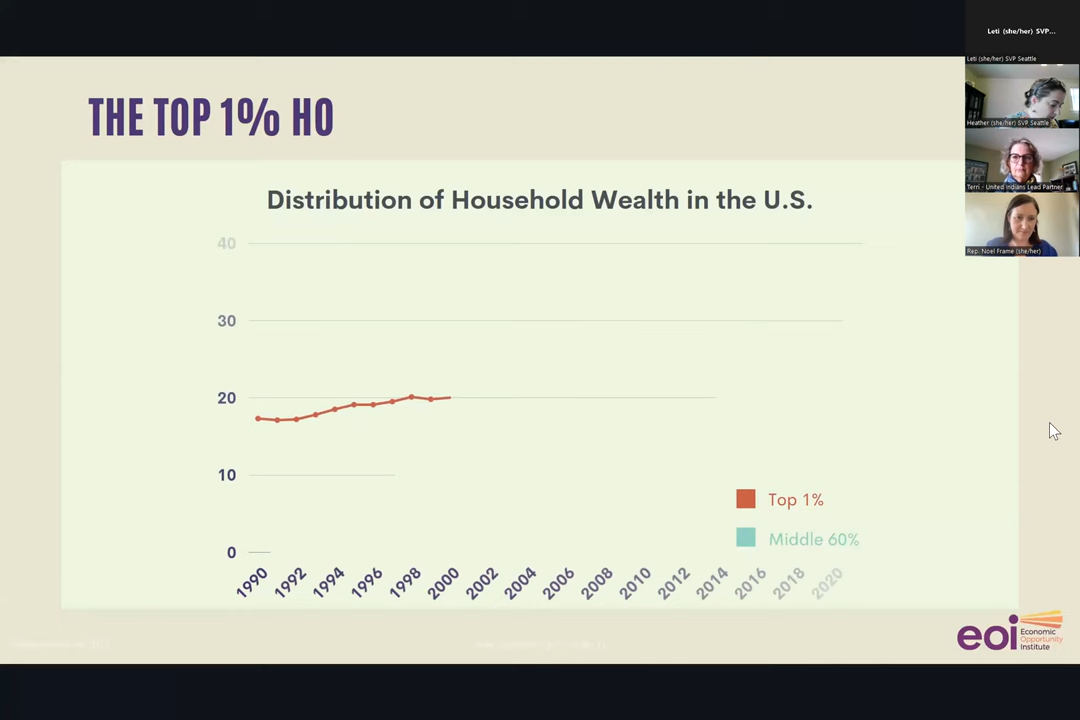 Leti (she/her) SVP...
Leti (she/her) SVP Seattle
THE TOP 1% HO
Heather (she/her) SVP Seattle
Distribution of Household Wealth in the U.S.
Terri - United Indians Lead Partner
Rep. Noel Frame (she/her)
40
30
20
10
0
Top 1%
Middle 60%
1990 1992 1994 1996 1998 2000 2002 2004 2006 2008 2010 2012 2014 2016 2018 2020
eoi Economic
Opportunity
Institute